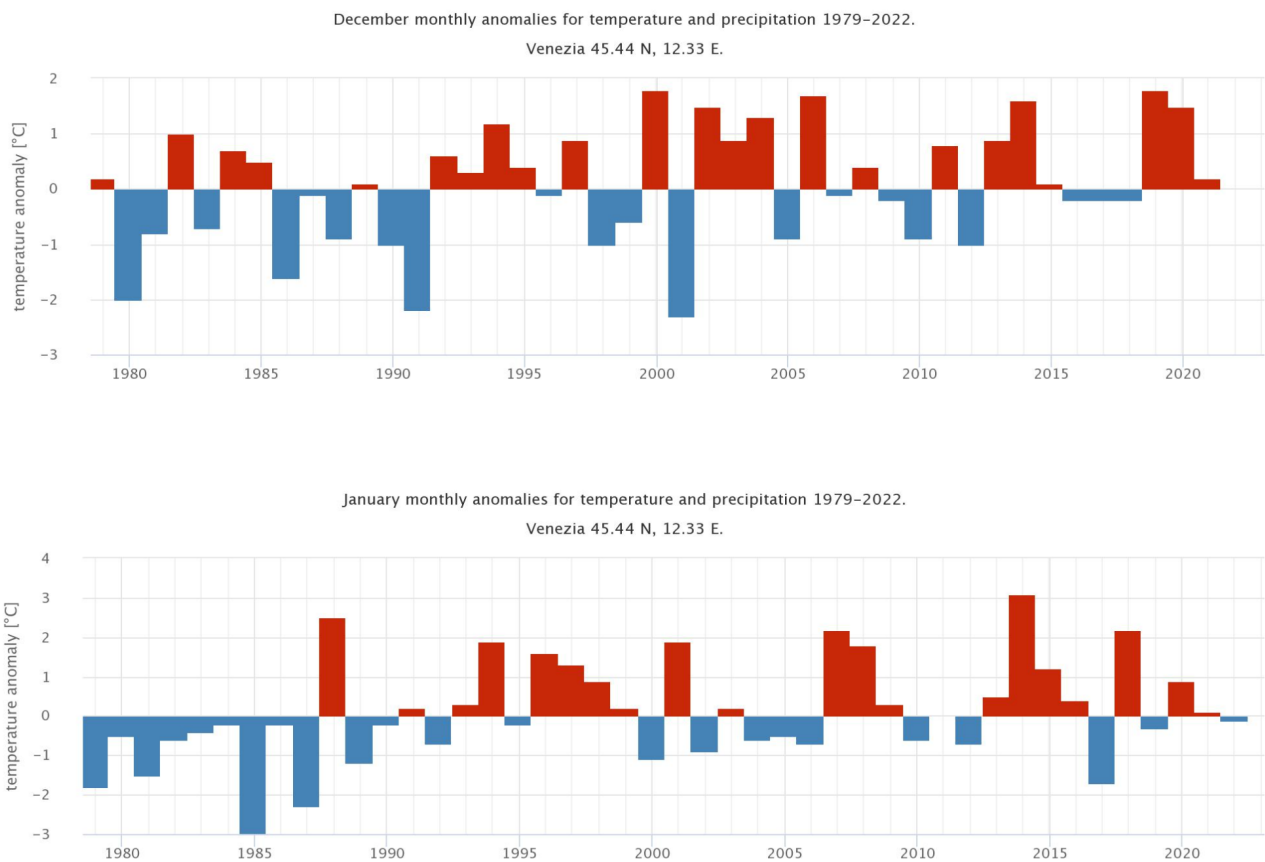 December monthly anomalies for temperature and precipitation 1979-2022.
Venezia 45.44 N, 12.33 E.
temperature anomaly [°C]
2
1
0
−1
−2
−3
1980 1985 1990 1995 2000 2005 2010 2015 2020
January monthly anomalies for temperature and precipitation 1979-2022.
Venezia 45.44 N, 12.33 E.
temperature anomaly [°C]
4
3
2
1
0
−1
−2
−3
1980 1985 1990 1995 2000 2005 2010 2015 2020